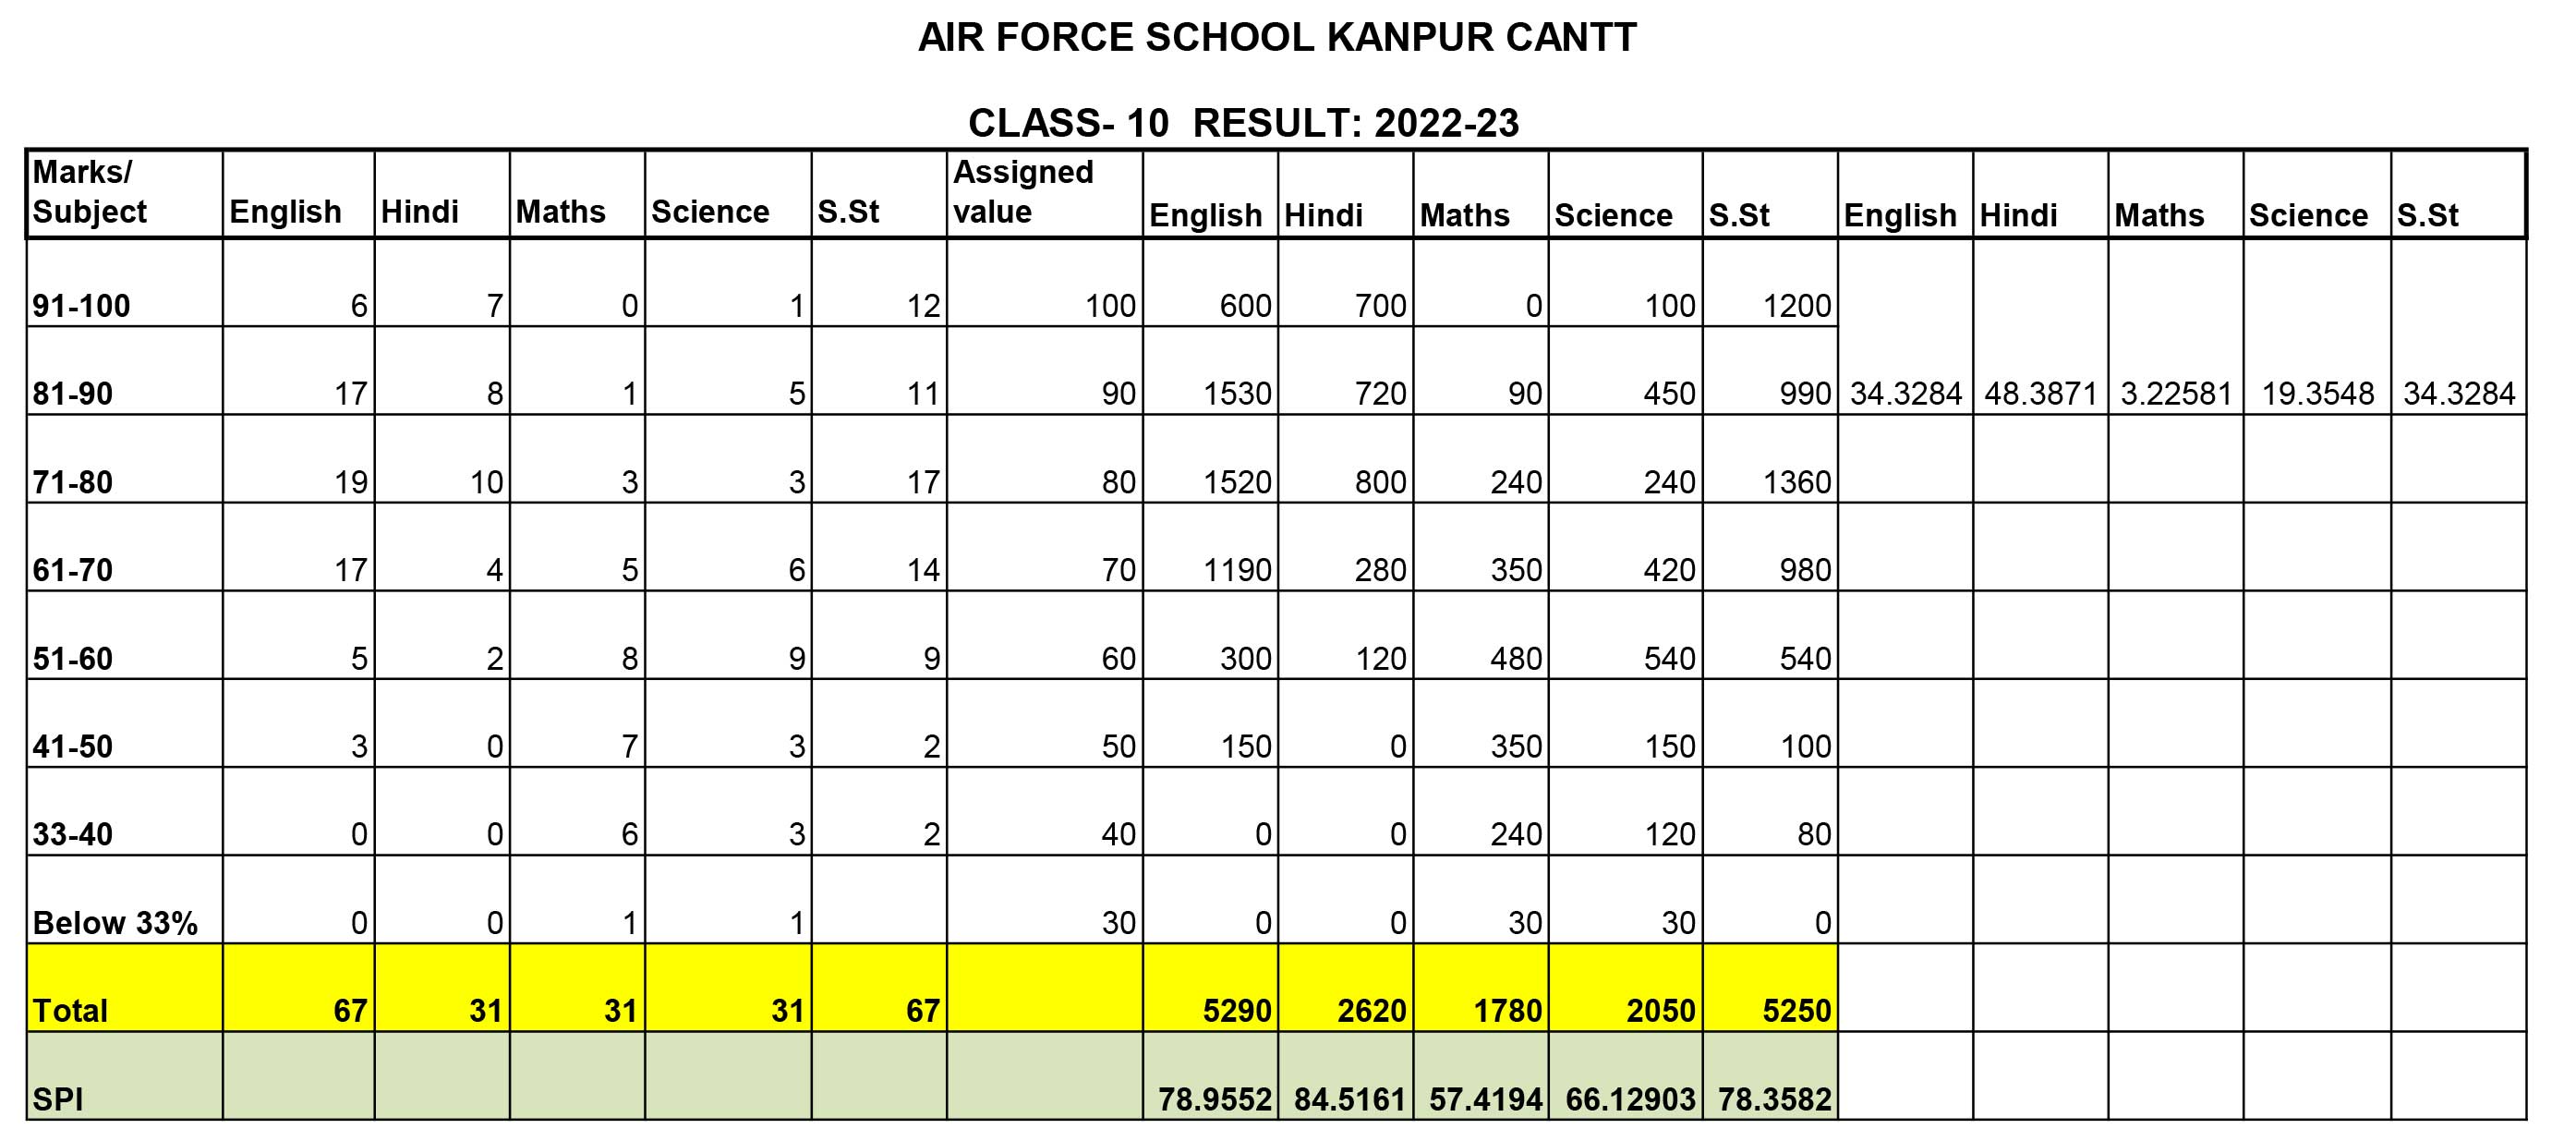 AIR FORCE SCHOOL KANPUR CANTT
CLASS- 10 RESULT: 2022-23
Marks/ Subject English Hindi Maths Science S.St Assigned value English Hindi Maths Science S.St English Hindi Maths Science S.St
91-100 6 7 0 1 12 100 600 700 0 100 1200
81-90 17 8 1 5 11 90 1530 720 90 450 990 34.3284 48.3871 3.22581 19.3548 34.3284
71-80 19 10 3 3 17 80 1520 800 240 240 1360
61-70 17 4 5 6 14 70 1190 280 350 420 980
51-60 5 2 8 9 9 60 300 120 480 540 540
41-50 3 0 7 3 2 50 150 0 350 150 100
33-40 0 0 6 3 2 40 0 0 240 120 80
Below 33% 0 0 1 1 30 0 0 30 30 0
Total 67 31 31 31 67 5290 2620 1780 2050 5250
SPI 78.9552 84.5161 57.4194 66.12903 78.3582